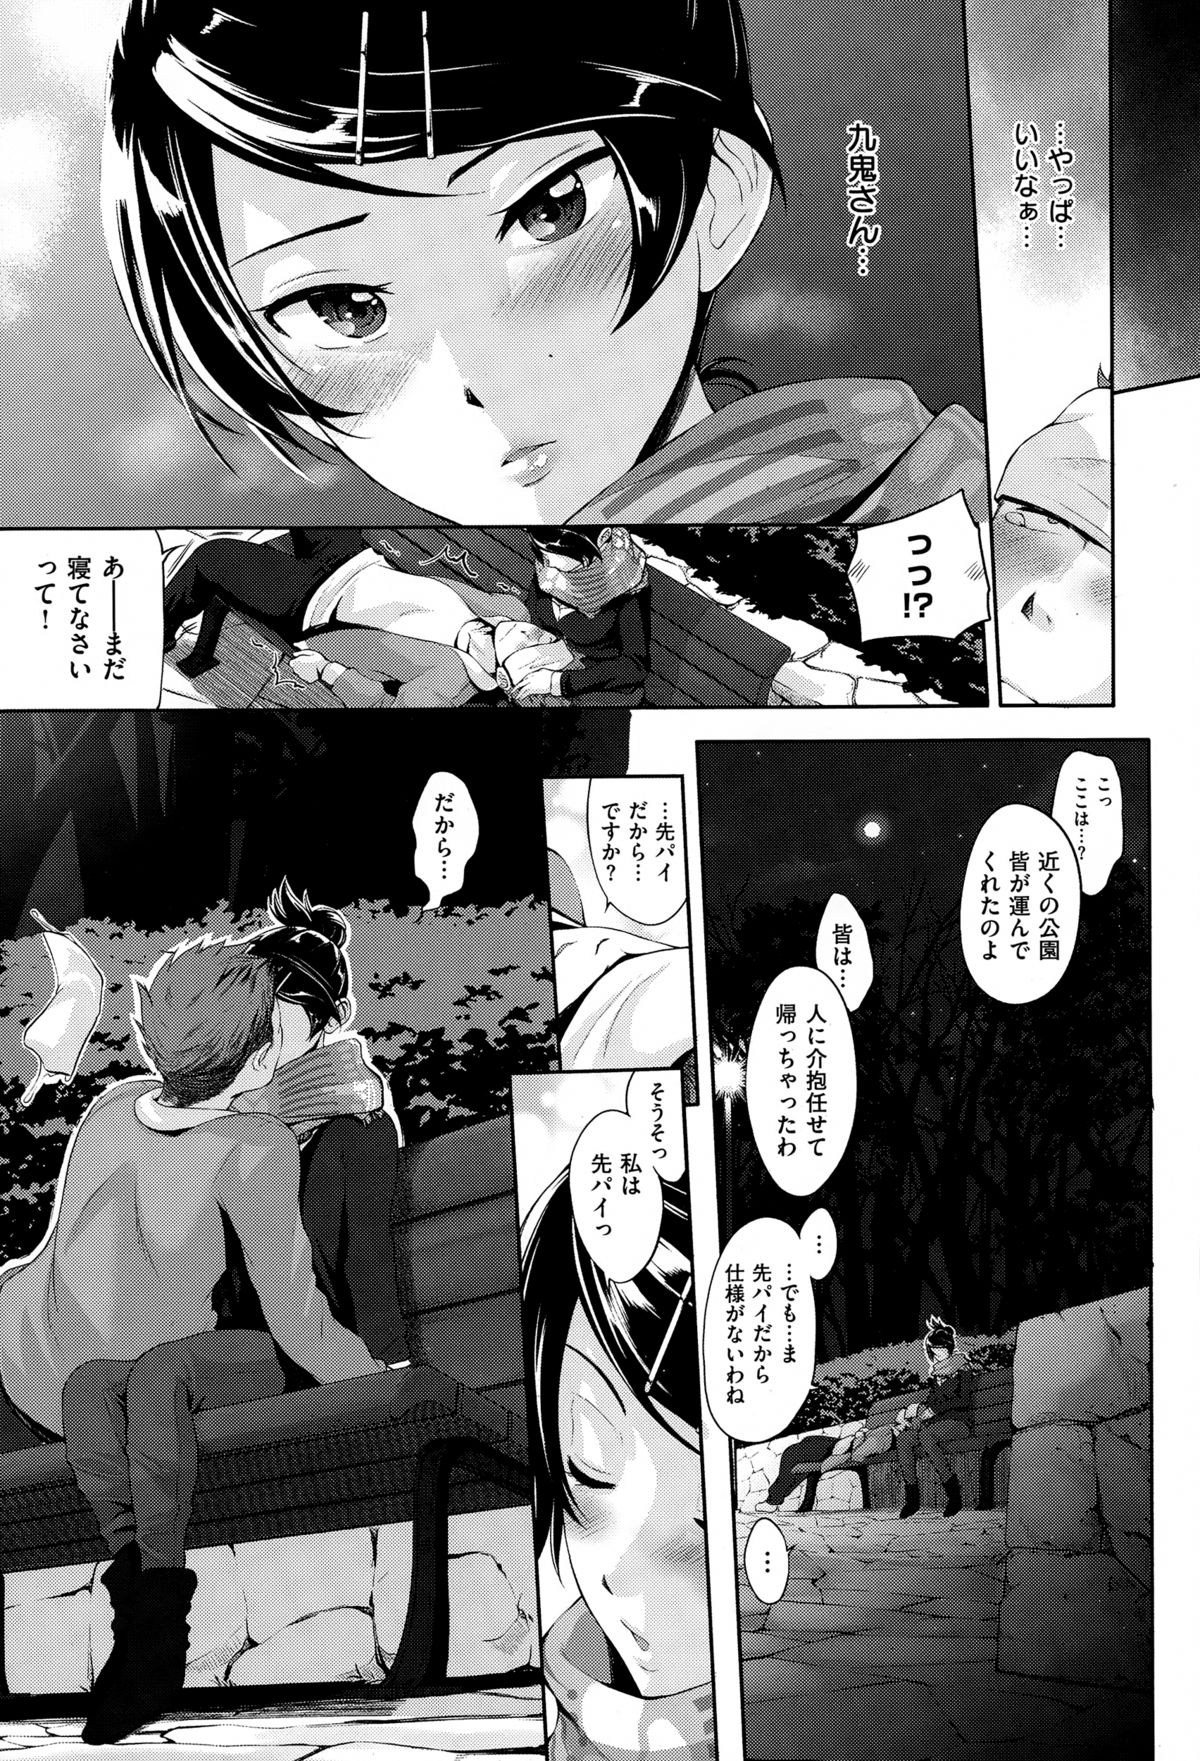 …やっぱ…
いいなぁ…
九鬼さん…
っっ!?
あ――まだ
寝てなさい
って！
こっ
ここは…？
近くの公園
皆が運んで
くれたのよ
皆は…
人に介抱任せて
帰っちゃったわ
…
…でも…ま
先パイだから
仕様がないわね
…
…先パイ
だから…
ですか？
そうそっ
私は
先パイっ
だから…